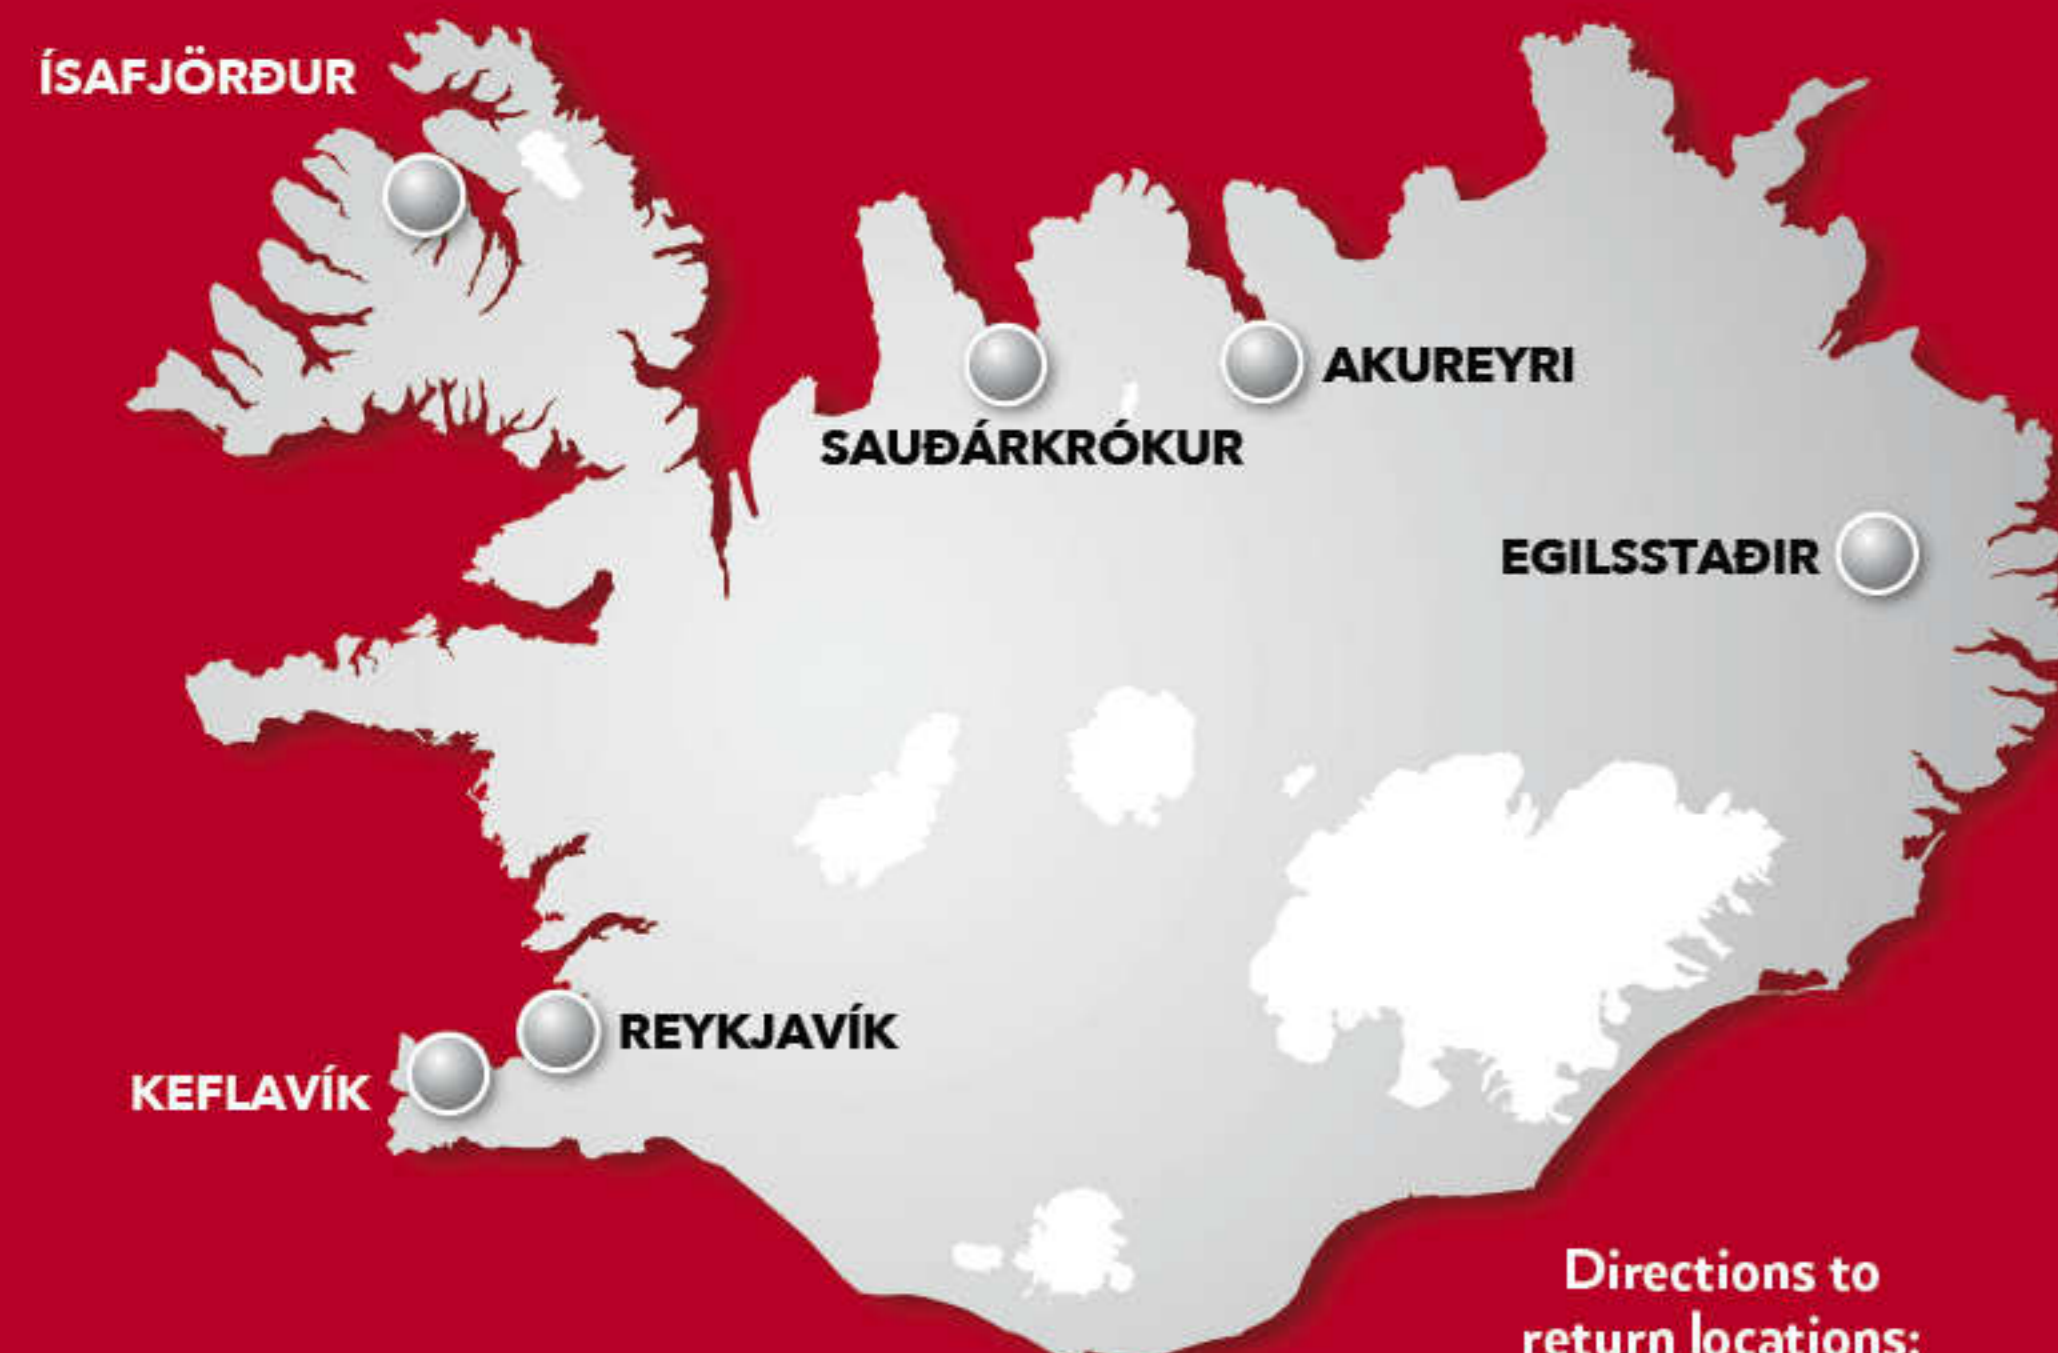 ÍSAFJÖRÐUR
AKUREYRI
SAUÐÁRKRÓKUR
EGILSSTAÐIR
REYKJAVÍK
KEFLAVÍK
Directions to
return locations: